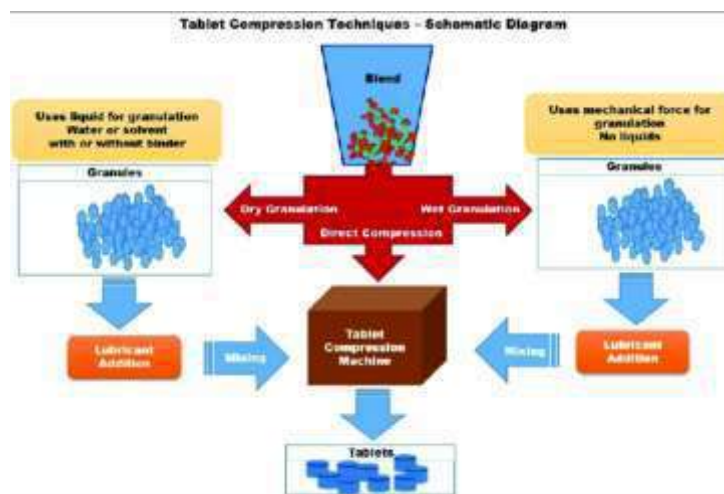 Tablet Compression Techniques - Schematic Diagram
Blend
Uses liquid for granulation
Water or solvent
with or without binder
Uses mechanical force for
granulation
No liquids
Granules
Granules
Dry Granulation
Wet Granulation
Direct Compression
Lubricant
Addition
Mixing
Tablet
Compression
Machine
Mixing
Lubricant
Addition
Tablets